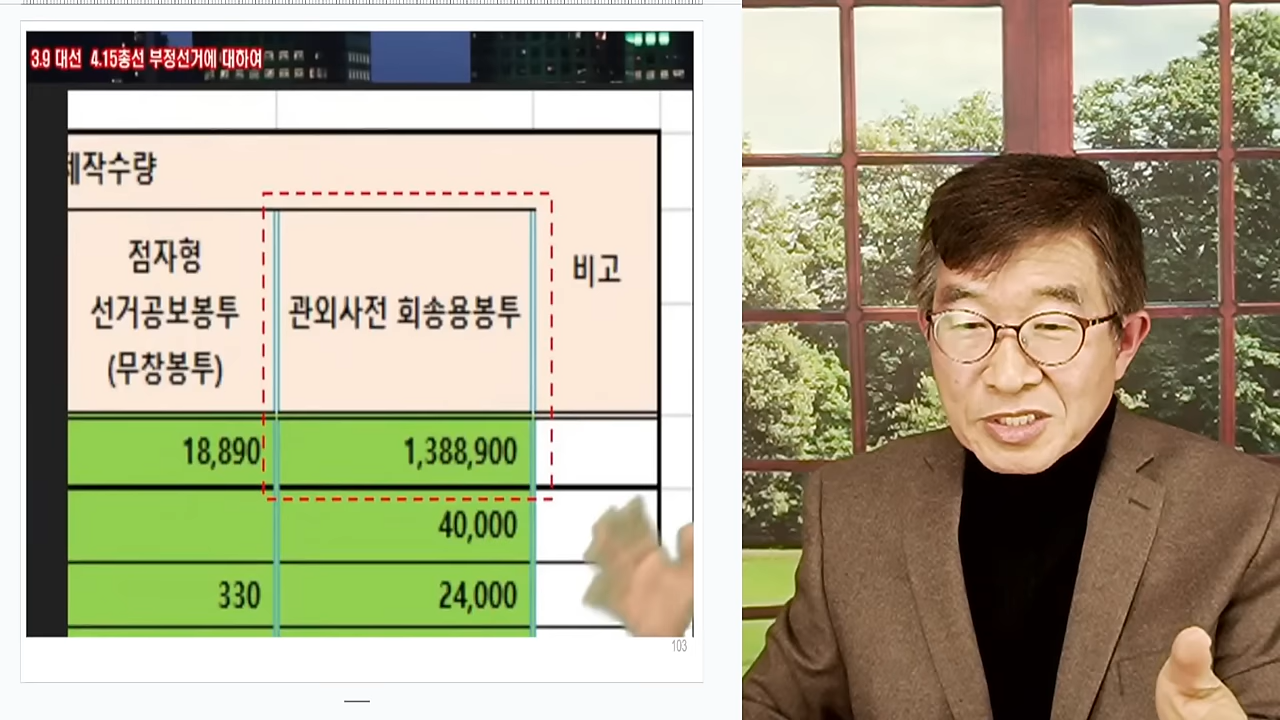 3.9 대선 4.15총선 부정선거에 대하여
제작수량
점자형
선거공보봉투
(무창봉투)
관외사전 회송용봉투
비고
18,890 1,388,900
40,000
330 24,000
103